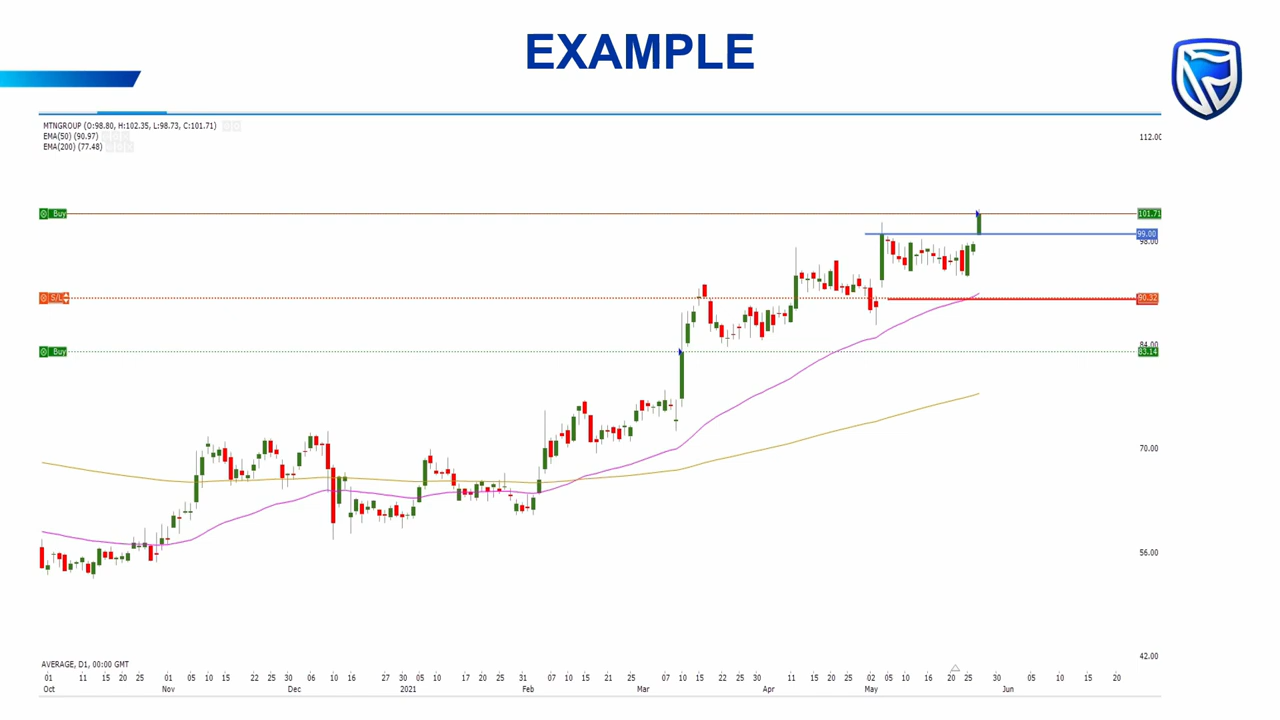 EXAMPLE
MTNGROUP (O:98.80, H:102.35, L:98.73, C:101.71)
EMA(50) (90.97)
EMA(200) (77.48)
112.00
Buy
101.71
99.00
98.00
S/L
90.32
84.00
Buy
83.14
70.00
56.00
42.00
AVERAGE, D1, 00:00 GMT
01 11 15 20 25 01 05 10 15 22 25 30 06 10 16 27 30 05 10 17 20 25 31 07 10 15 21 25 07 10 15 22 25 30 06 11 15 20 25 02 05 10 16 20 25 30 05 10 15 20
Oct Nov Dec 2021 Feb Mar Apr May Jun